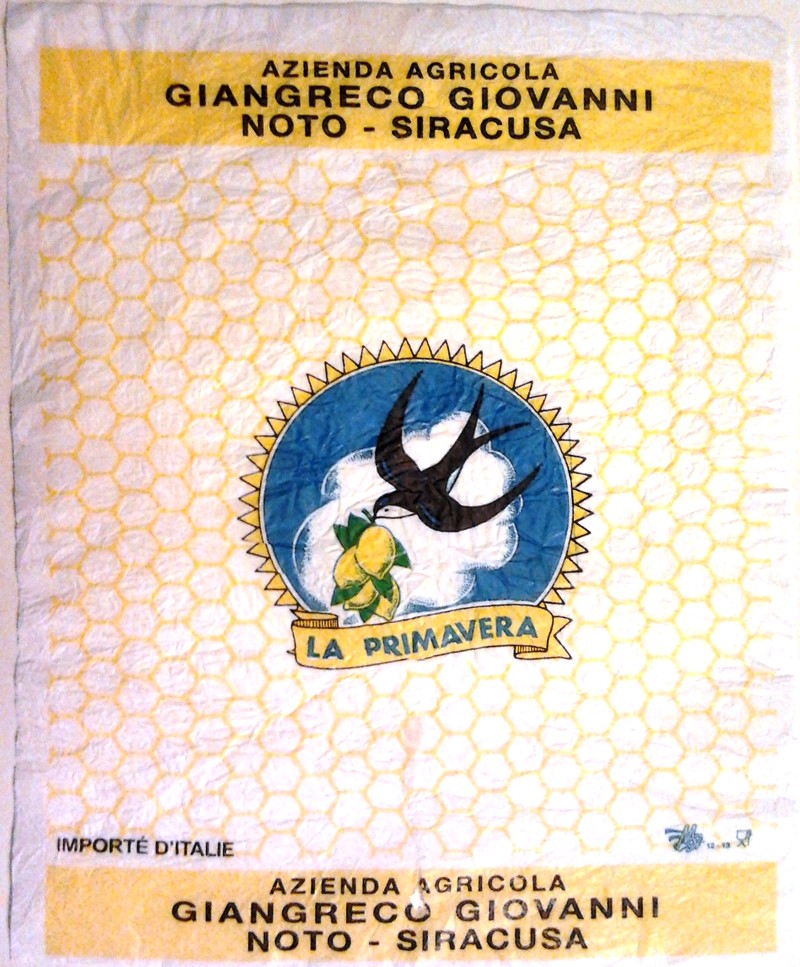 AZIENDA AGRICOLA
GIANGRECO GIOVANNI
NOTO - SIRACUSA
LA PRIMAVERA
IMPORTÉ D'ITALIE
AZIENDA AGRICOLA
GIANGRECO GIOVANNI
NOTO - SIRACUSA